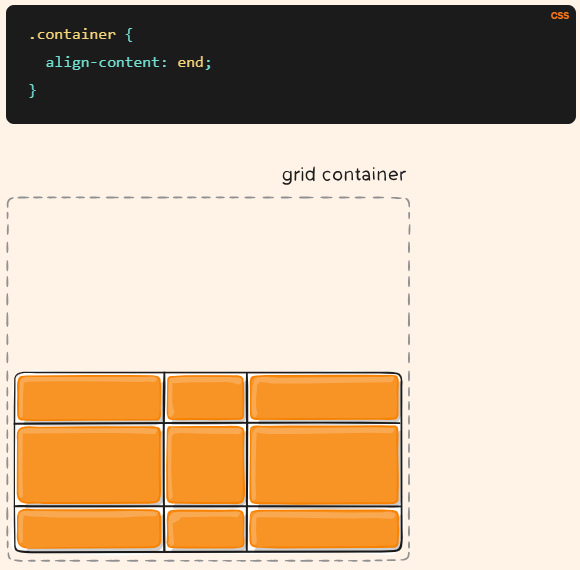 CSS
.container {
align-content: end;
}
grid container